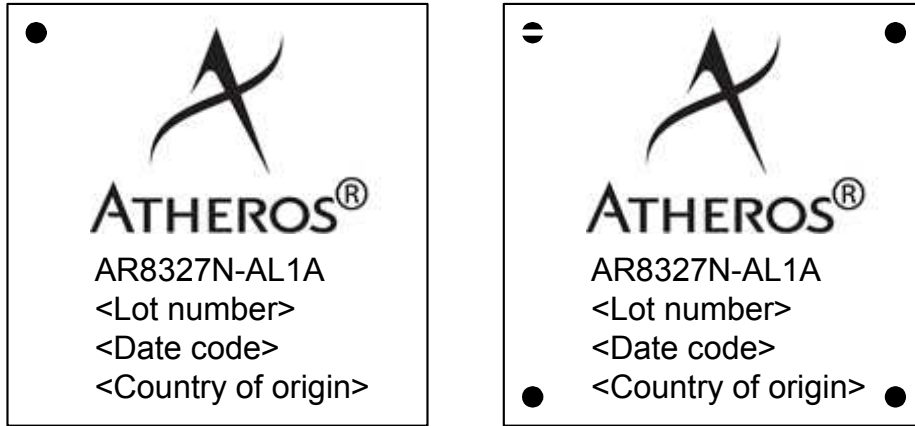 ATHEROS®
AR8327N-AL1A
<Lot number>
<Date code>
<Country of origin>
ATHEROS®
AR8327N-AL1A
<Lot number>
<Date code>
<Country of origin>